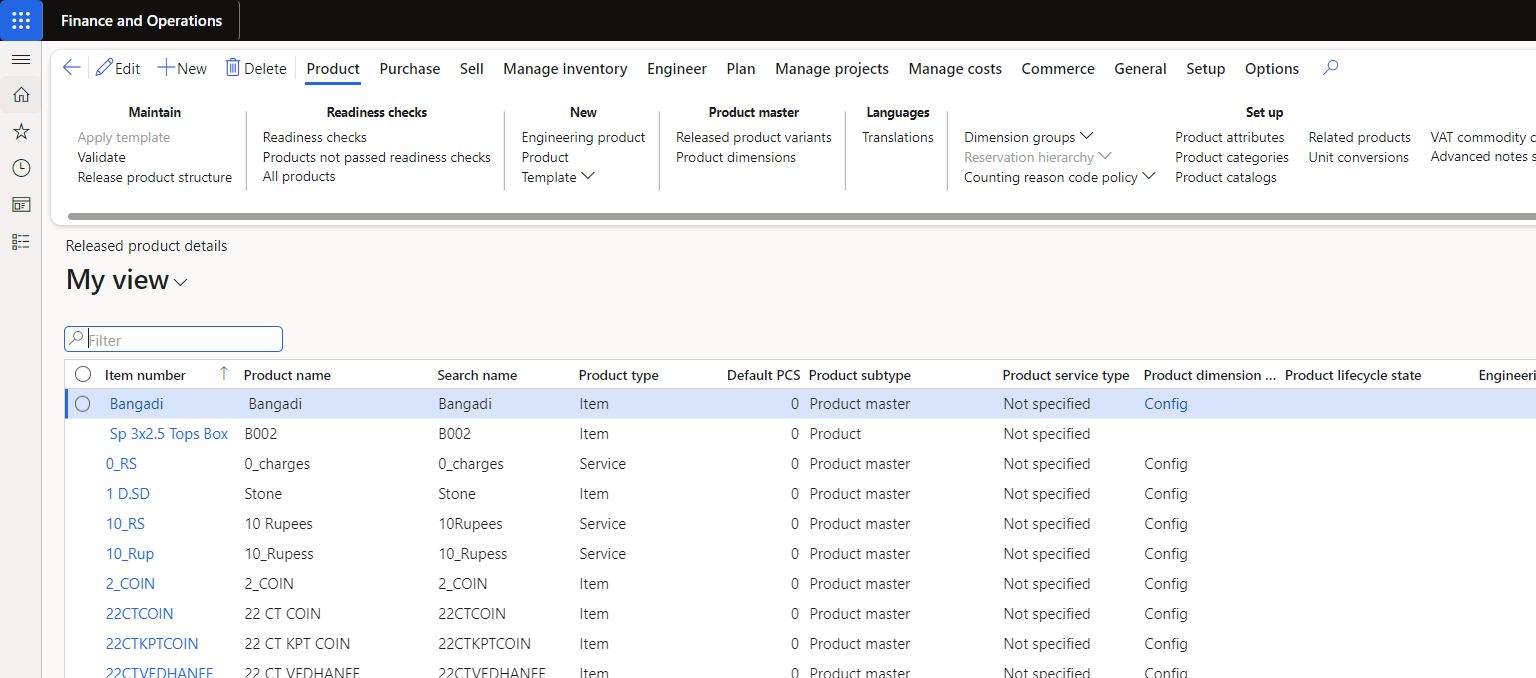 Finance and Operations
Edit New Delete Product Purchase Sell Manage inventory Engineer Plan Manage projects Manage costs Commerce General Setup Options
Maintain Readiness checks New Product master Languages Set up
Apply template Readiness checks Engineering product Released product variants Translations Dimension groups Product attributes Related products VAT commodity c
Validate Products not passed readiness checks Product Product dimensions Reservation hierarchy Product categories Unit conversions Advanced notes s
Release product structure All products Template Counting reason code policy Product catalogs
Released product details
My view
Filter
Item number Product name Search name Product type Default PCS Product subtype Product service type Product dimension ... Product lifecycle state Engineeri
Bangadi Bangadi Bangadi Item 0 Product master Not specified Config
Sp 3x2.5 Tops Box B002 B002 Item 0 Product Not specified
0_RS 0_charges 0_charges Service 0 Product master Not specified Config
1 D.SD Stone Stone Item 0 Product master Not specified Config
10_RS 10 Rupees 10Rupees Service 0 Product master Not specified Config
10_Rup 10_Rupess 10_Rupess Service 0 Product master Not specified Config
2_COIN 2_COIN 2_COIN Item 0 Product master Not specified Config
22CTCOIN 22 CT COIN 22CTCOIN Item 0 Product master Not specified Config
22CTKPTCOIN 22 CT KPT COIN 22CTKPTCOIN Item 0 Product master Not specified Config
22CTVEDHANEE 22 CT VEDHANEE 22CTVEDHANEE Item 0 Product master Not specified Config